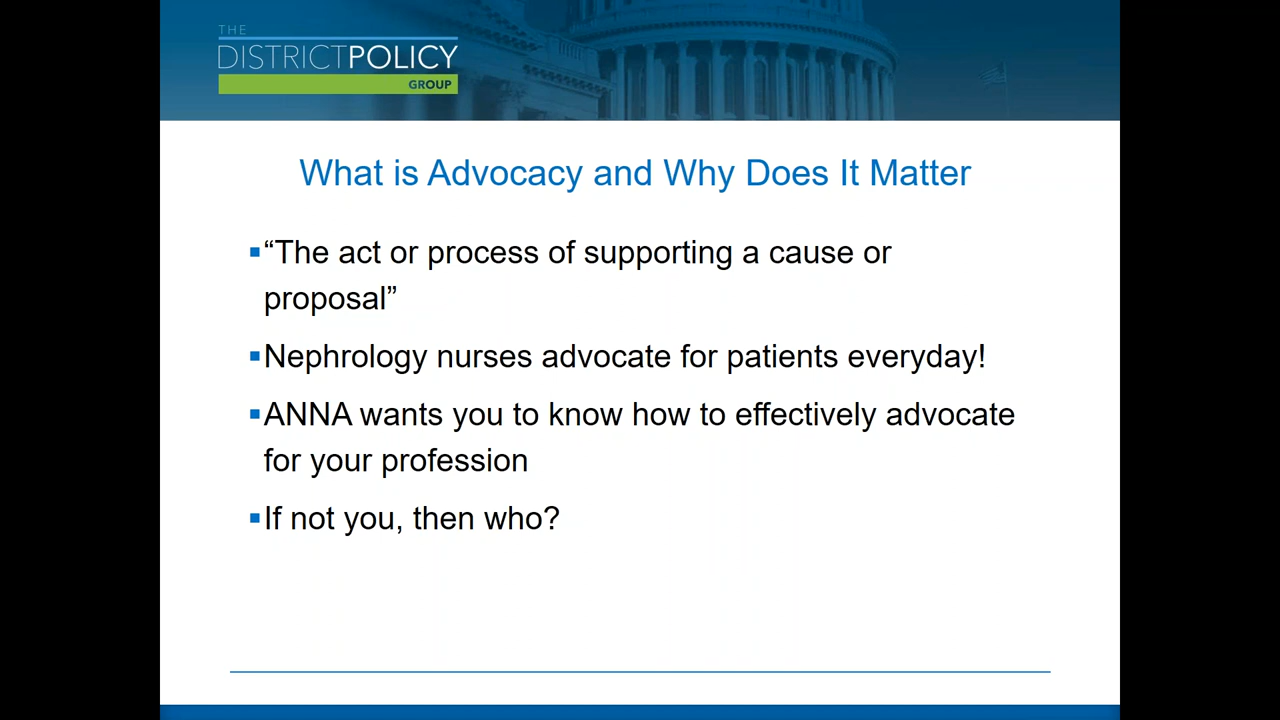 THE
DISTRICTPOLICY
GROUP
What is Advocacy and Why Does It Matter
“The act or process of supporting a cause or
proposal”
Nephrology nurses advocate for patients everyday!
ANNA wants you to know how to effectively advocate
for your profession
If not you, then who?